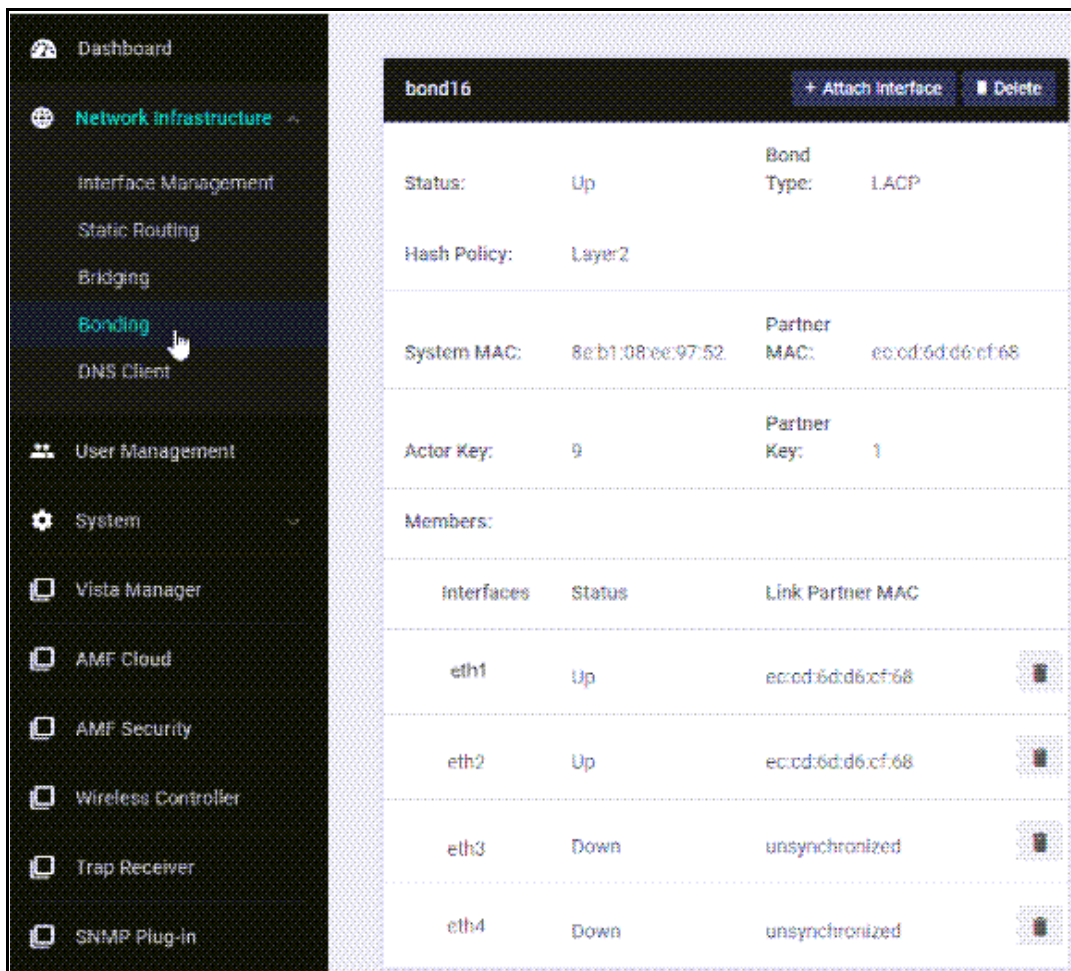 Dashboard
Network Infrastructure
Interface Management
Static Routing
Bridging
Bonding
DNS Client
User Management
System
Vista Manager
AMF Cloud
AMF Security
Wireless Controller
Trap Receiver
SNMP Plug-in
bond16
+ Attach Interface
Delete
Status: Up
Bond
Type: LACP
Hash Policy: Layer2
System MAC: 8e:b1:08:ee:97:52
Partner
MAC: ec:cd:6d:d6:cf:68
Actor Key: 9
Partner
Key: 1
Members:
Interfaces Status Link Partner MAC
eth1 Up ec:cd:6d:d6:cf:68
eth2 Up ec:cd:6d:d6:cf:68
eth3 Down unsynchronized
eth4 Down unsynchronized